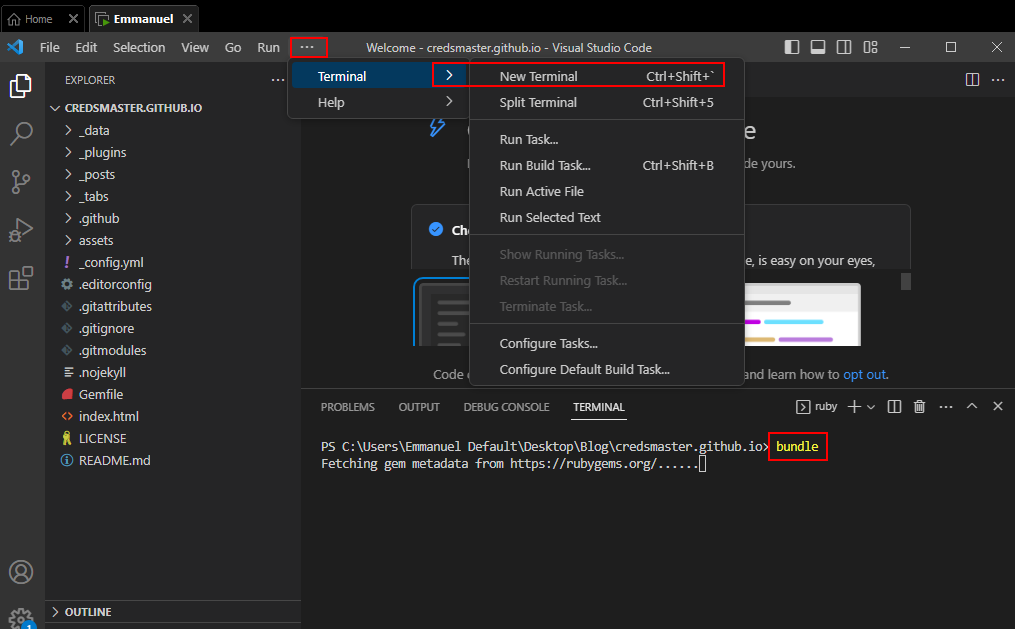 Home
Emmanuel
File Edit Selection View Go Run ··· Welcome - credsmaster.github.io - Visual Studio Code
EXPLORER ···
CREDSMASTER.GITHUB.IO
_data
_plugins
_posts
_tabs
.github
assets
_config.yml
.editorconfig
.gitattributes
.gitignore
.gitmodules
.nojekyll
Gemfile
index.html
LICENSE
README.md
OUTLINE
1
Terminal
Help
New Terminal Ctrl+Shift+`
Split Terminal Ctrl+Shift+5
Run Task...
Run Build Task... Ctrl+Shift+B
Run Active File
Run Selected Text
Show Running Tasks...
Restart Running Task...
Terminate Task...
Configure Tasks...
Configure Default Build Task...
e
de yours.
Cho
The e, is easy on your eyes,
Code and learn how to opt out.
PROBLEMS OUTPUT DEBUG CONSOLE TERMINAL ruby
PS C:\Users\Emmanuel Default\Desktop\Blog\credsmaster.github.io> bundle
Fetching gem metadata from https://rubygems.org/......